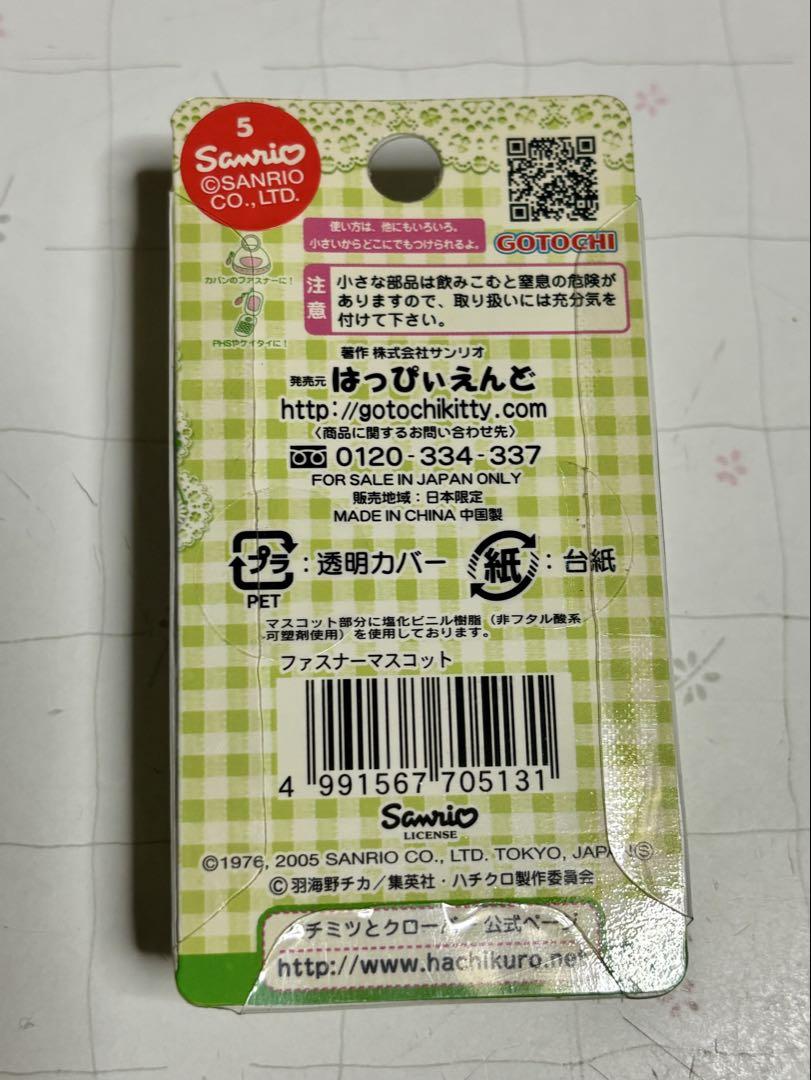 5
Sanrio
©SANRIO
CO., LTD.
使い方は、他にもいろいろ。
小さいからどこにでもつけられるよ。
GOTOCHI
カバンのファスナーに!
PHSやケイタイに!
注意
小さな部品は飲みこむと窒息の危険が
ありますので、取り扱いには充分気を
付けて下さい。
著作 株式会社サンリオ
発売元 はっぴぃえんど
http://gotochikitty.com
〈商品に関するお問い合わせ先〉
0120-334-337
FOR SALE IN JAPAN ONLY
販売地域：日本限定
MADE IN CHINA 中国製
プラ：透明カバー
PET
紙：台紙
マスコット部分に塩化ビニル樹脂（非フタル酸系
可塑剤使用）を使用しております。
ファスナーマスコット
4 991567 705131
Sanrio
LICENSE
©1976, 2005 SANRIO CO., LTD. TOKYO, JAPAN Ⓢ
©羽海野チカ／集英社・ハチクロ製作委員会
チミツとクローバー 公式ページ
http://www.hachikuro.net